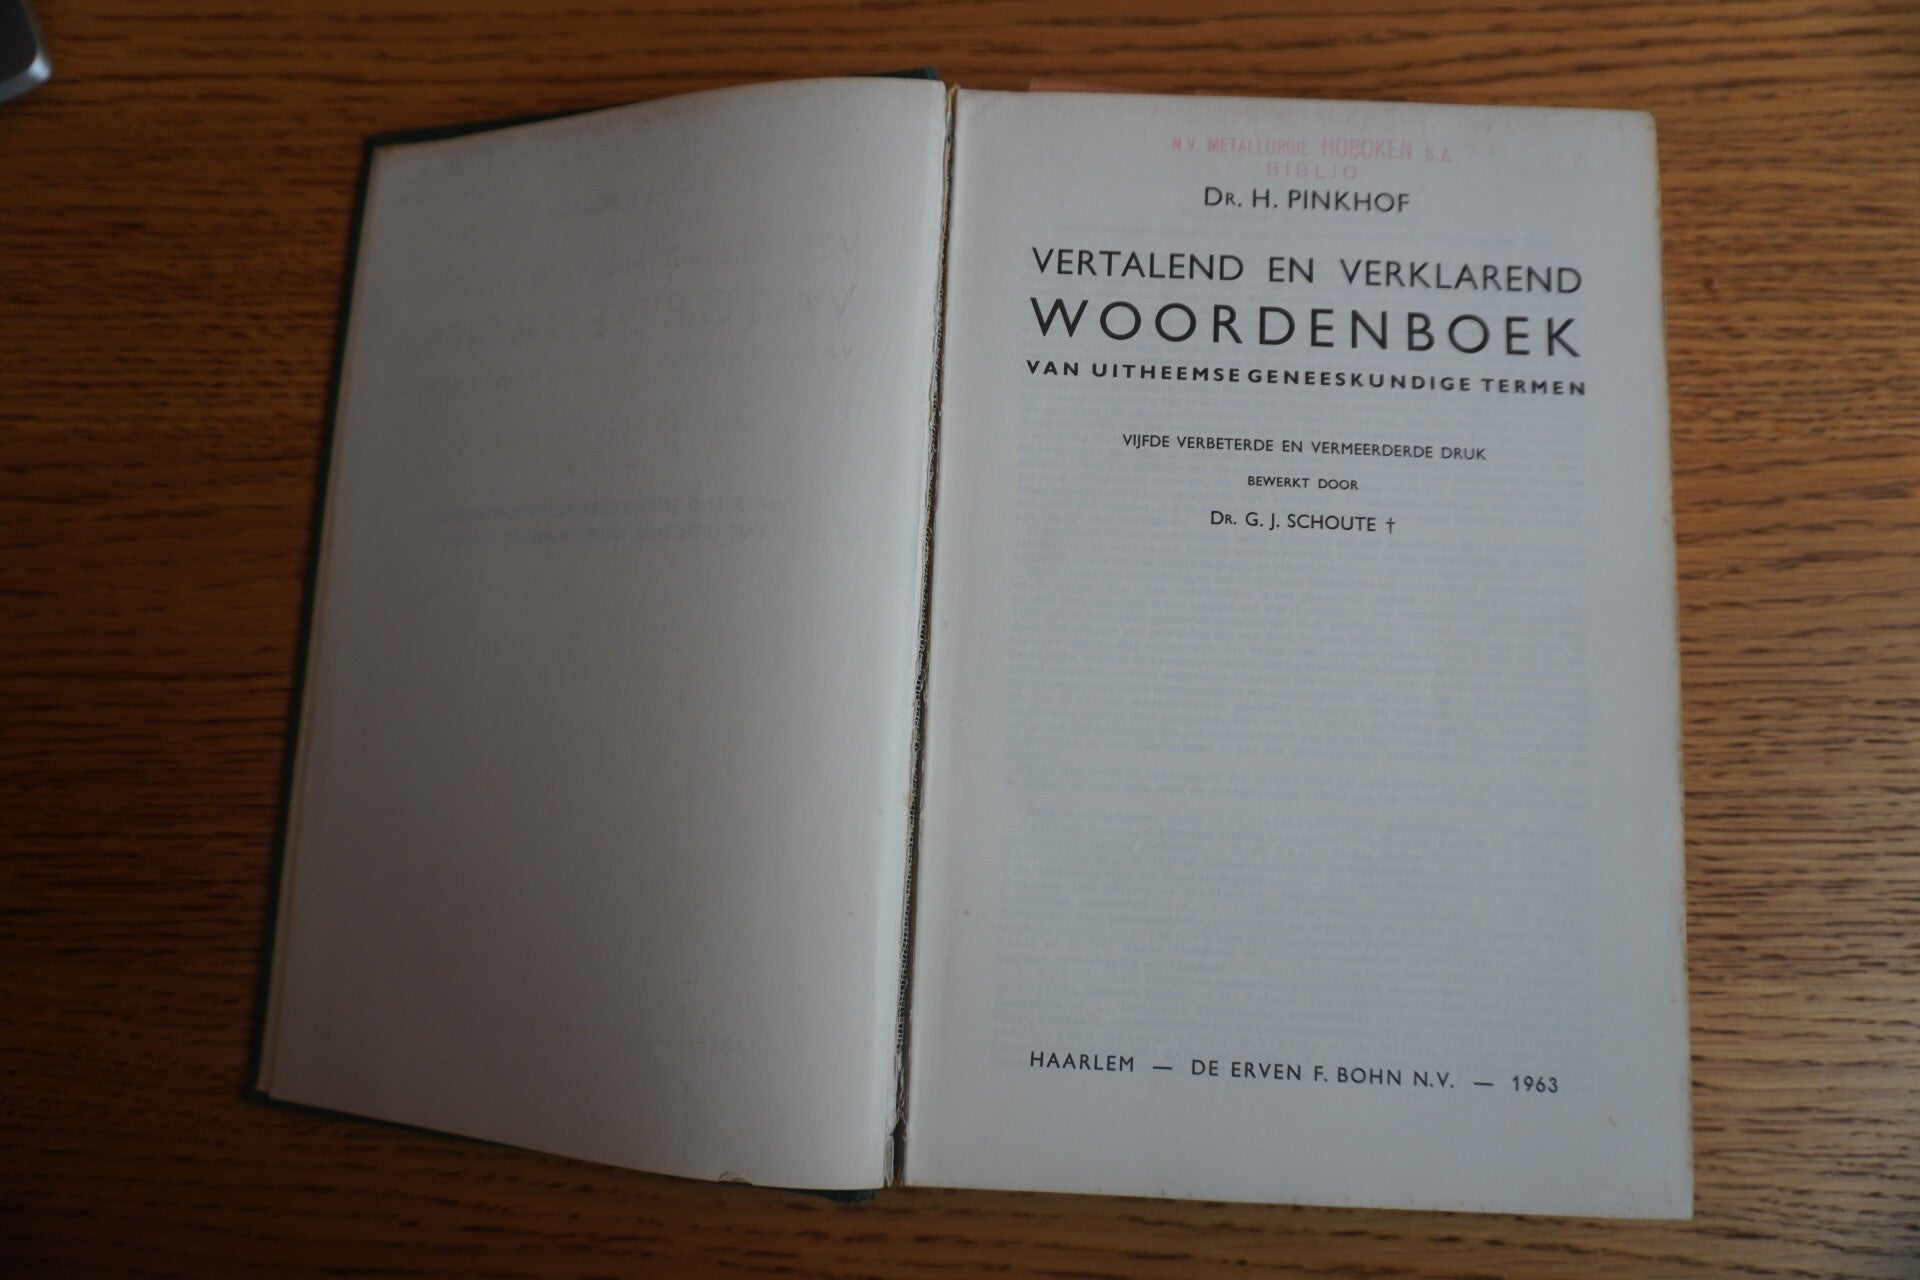 N.V. METALLURGIE HOBOKEN S.A.
BIBLIO
DR. H. PINKHOF
VERTALEND EN VERKLAREND
WOORDENBOEK
VAN UITHEEMSE GENEESKUNDIGE TERMEN
VIJFDE VERBETERDE EN VERMEERDERDE DRUK
BEWERKT DOOR
DR. G. J. SCHOUTE †
HAARLEM — DE ERVEN F. BOHN N.V. — 1963